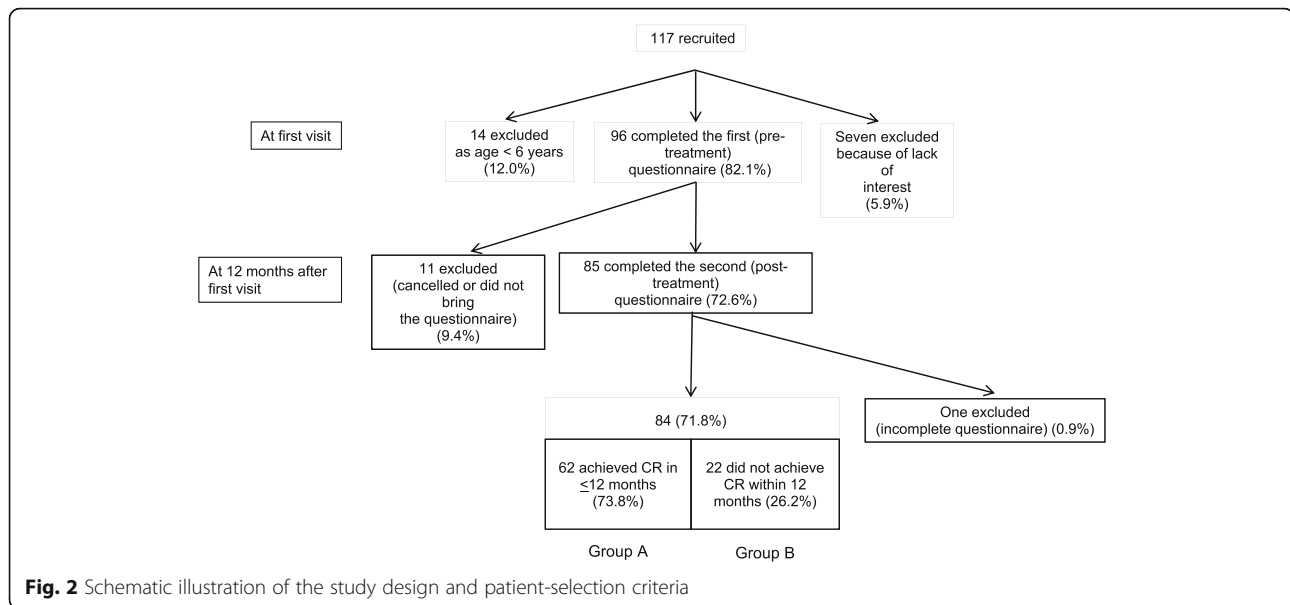 117 recruited
At first visit
14 excluded
as age < 6 years
(12.0%)
96 completed the first (pre-
treatment)
questionnaire (82.1%)
Seven excluded
because of lack
of
interest
(5.9%)
At 12 months after
first visit
11 excluded
(cancelled or did not
bring
the questionnaire)
(9.4%)
85 completed the second (post-
treatment)
questionnaire (72.6%)
84 (71.8%)
One excluded
(incomplete questionnaire) (0.9%)
62 achieved CR in
≤12 months
(73.8%)
22 did not achieve
CR within 12
months (26.2%)
Group A
Group B
Fig. 2 Schematic illustration of the study design and patient-selection criteria